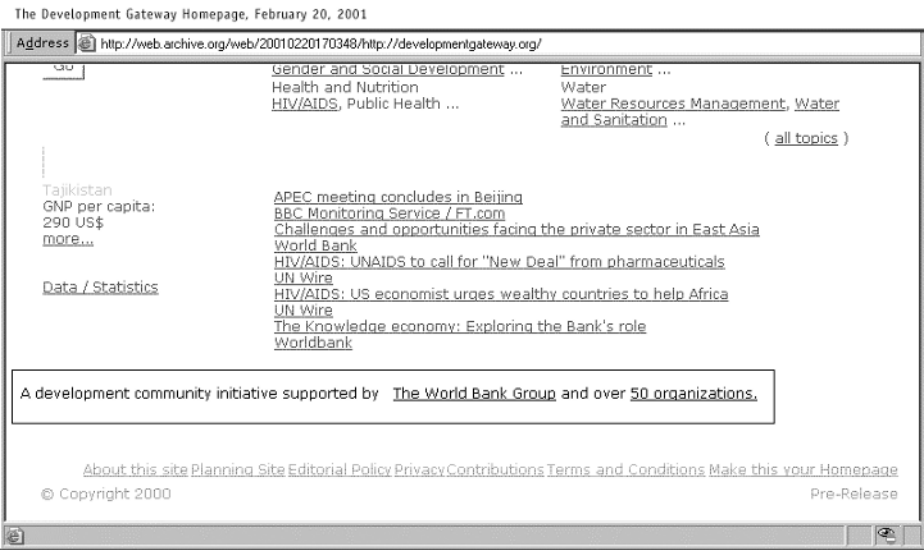 The Development Gateway Homepage, February 20, 2001
Address http://web.archive.org/web/20010220170348/http://developmentgateway.org/
Go
Gender and Social Development ...
Health and Nutrition
HIV/AIDS, Public Health ...
Environment ...
Water
Water Resources Management, Water
and Sanitation ...
( all topics )
Tajikistan
GNP per capita:
290 US$
more...
Data / Statistics
APEC meeting concludes in Beijing
BBC Monitoring Service / FT.com
Challenges and opportunities facing the private sector in East Asia
World Bank
HIV/AIDS: UNAIDS to call for "New Deal" from pharmaceuticals
UN Wire
HIV/AIDS: US economist urges wealthy countries to help Africa
UN Wire
The Knowledge economy: Exploring the Bank's role
Worldbank
A development community initiative supported by The World Bank Group and over 50 organizations.
About this site Planning Site Editorial Policy Privacy Contributions Terms and Conditions Make this your Homepage
© Copyright 2000
Pre-Release